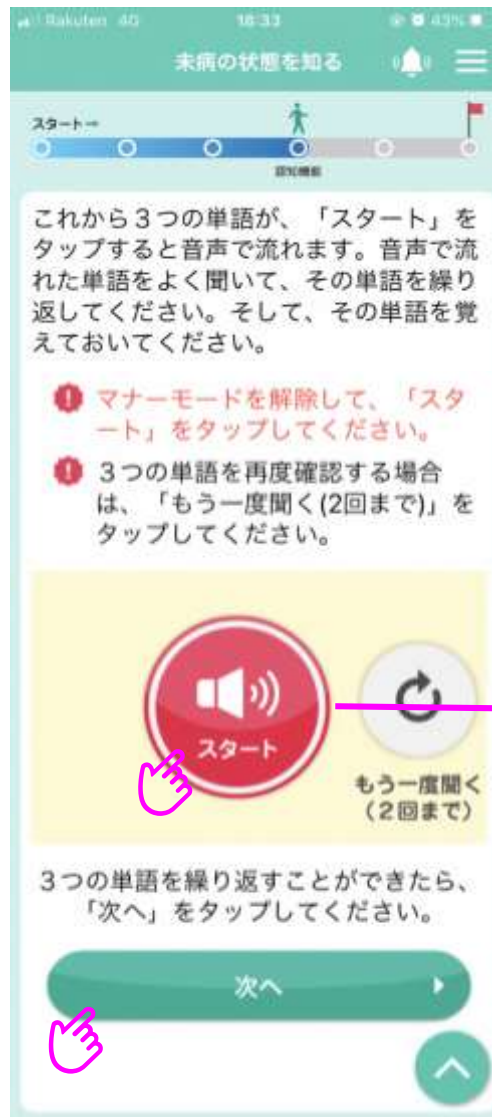 Rakuten 4G 18:33 43%
未病の状態を知る
スタート→
認知機能
これから３つの単語が、「スタート」を
タップすると音声で流れます。音声で流
れた単語をよく聞いて、その単語を繰り
返してください。そして、その単語を覚
えておいてください。
マナーモードを解除して、「スタ
ート」をタップしてください。
３つの単語を再度確認する場合
は、「もう一度聞く(2回まで)」を
タップしてください。
スタート
もう一度聞く
（２回まで）
３つの単語を繰り返すことができたら、
「次へ」をタップしてください。
次へ